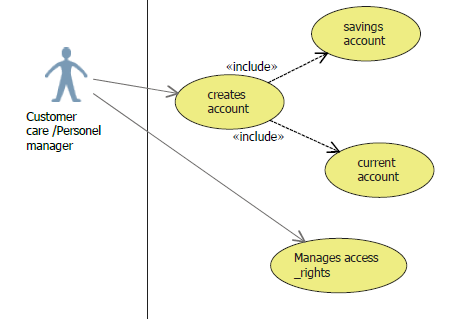 savings
account
«include»
creates
account
Customer
care /Personel
manager
«include»
current
account
Manages access
_rights